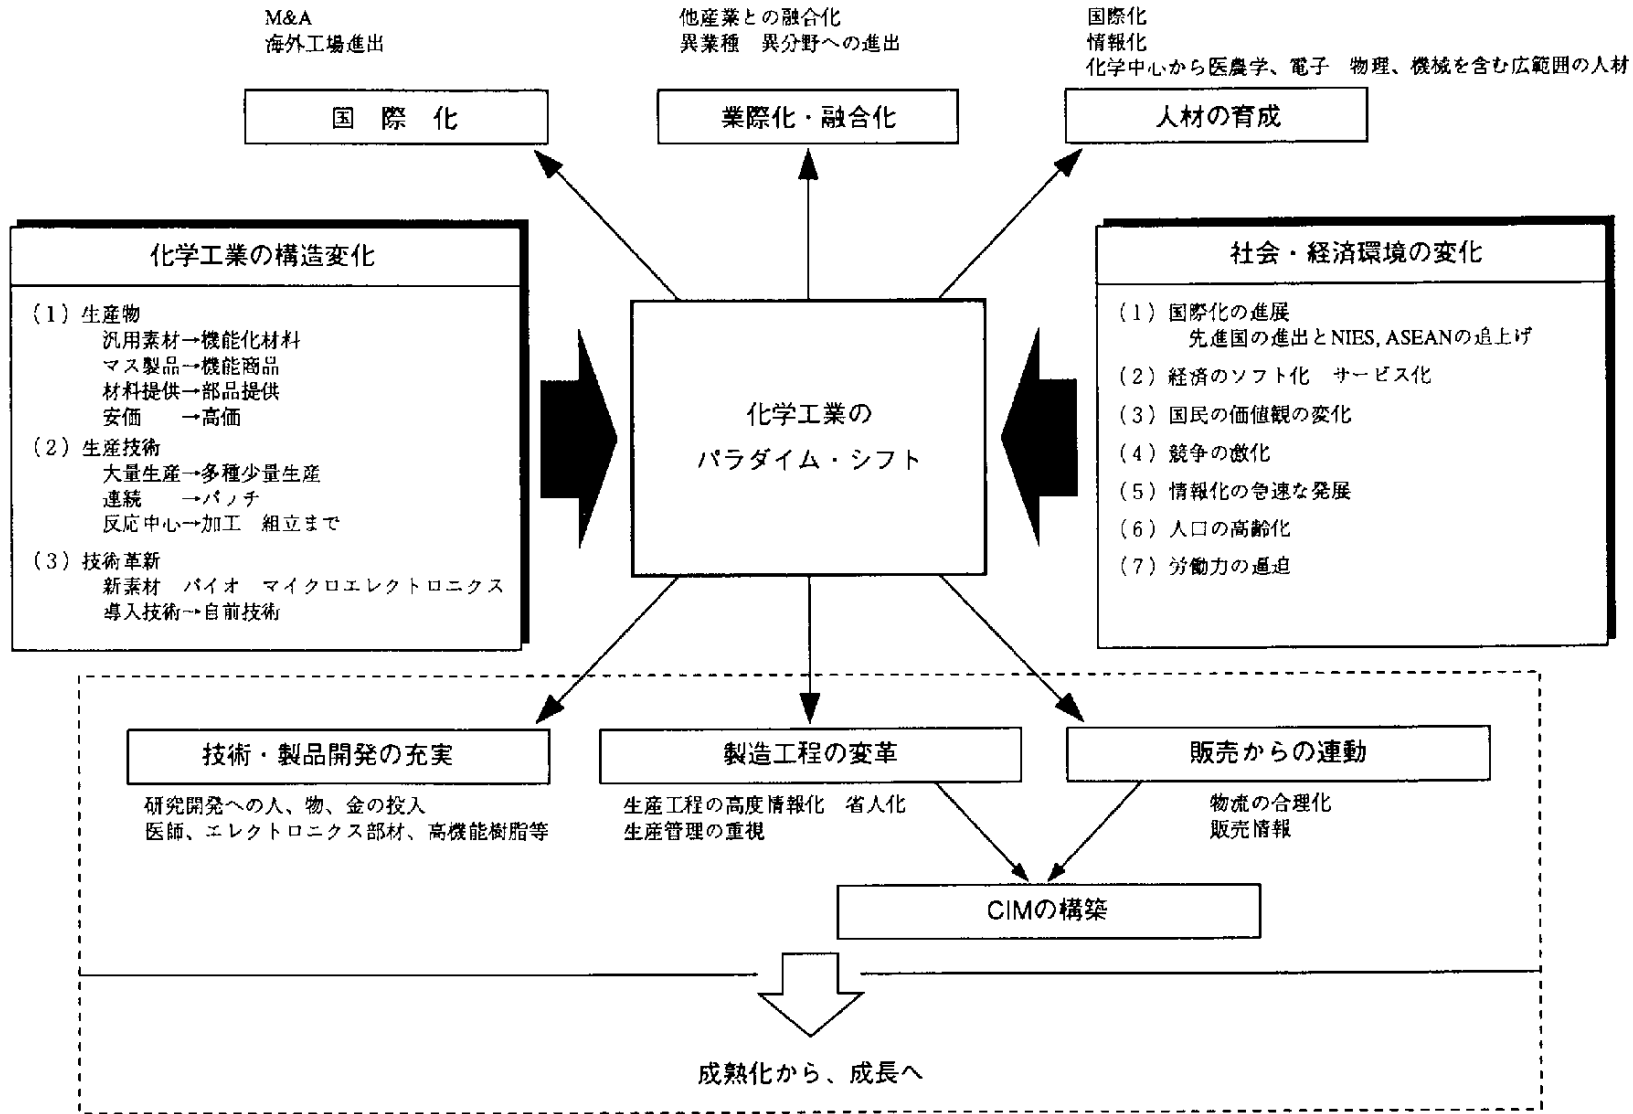 M&A
海外工場進出
他産業との融合化
異業種　異分野への進出
国際化
情報化
化学中心から医農学、電子　物理、機械を含む広範囲の人材
国　際　化
業際化・融合化
人材の育成
化学工業の構造変化
(1) 生産物
汎用素材→機能化材料
マス製品→機能商品
材料提供→部品提供
安価　　→高価
(2) 生産技術
大量生産→多種少量生産
連続　　→バッチ
反応中心→加工　組立まで
(3) 技術革新
新素材　バイオ　マイクロエレクトロニクス
導入技術→自前技術
化学工業の
パラダイム・シフト
社会・経済環境の変化
(1) 国際化の進展
先進国の進出とNIES, ASEANの追上げ
(2) 経済のソフト化　サービス化
(3) 国民の価値観の変化
(4) 競争の激化
(5) 情報化の急速な発展
(6) 人口の高齢化
(7) 労働力の逼迫
技術・製品開発の充実
研究開発への人、物、金の投入
医師、エレクトロニクス部材、高機能樹脂等
製造工程の変革
生産工程の高度情報化　省人化
生産管理の重視
販売からの連動
物流の合理化
販売情報
CIMの構築
成熟化から、成長へ